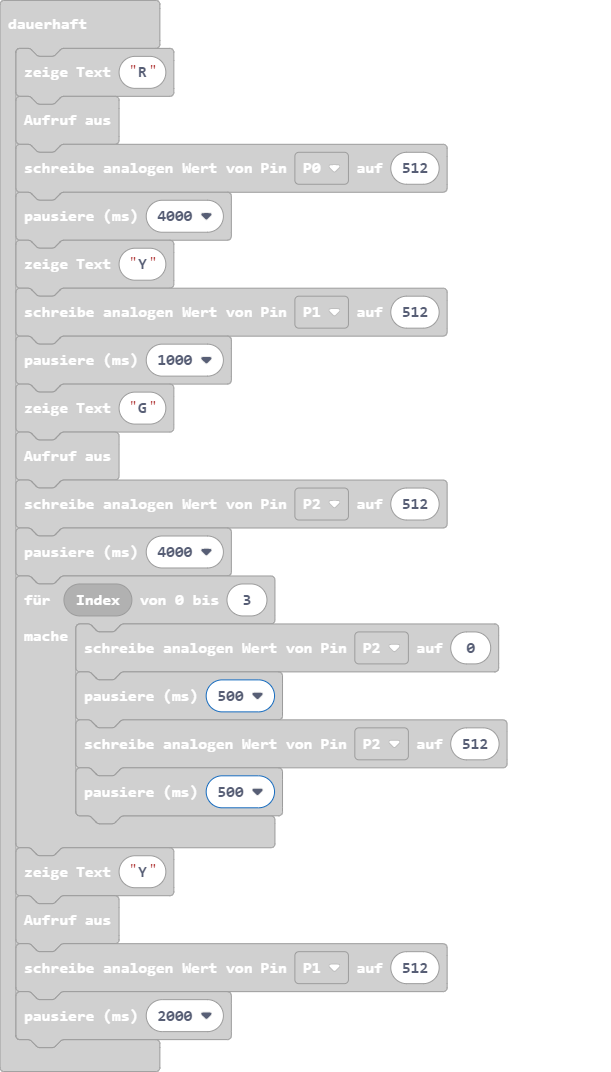 dauerhaft
zeige Text "R"
Aufruf aus
schreibe analogen Wert von Pin P0 auf 512
pausiere (ms) 4000
zeige Text "Y"
schreibe analogen Wert von Pin P1 auf 512
pausiere (ms) 1000
zeige Text "G"
Aufruf aus
schreibe analogen Wert von Pin P2 auf 512
pausiere (ms) 4000
für Index von 0 bis 3
mache
schreibe analogen Wert von Pin P2 auf 0
pausiere (ms) 500
schreibe analogen Wert von Pin P2 auf 512
pausiere (ms) 500
zeige Text "Y"
Aufruf aus
schreibe analogen Wert von Pin P1 auf 512
pausiere (ms) 2000